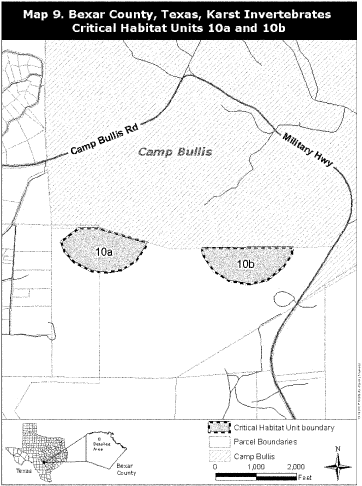 Map 9. Bexar County, Texas, Karst Invertebrates
Critical Habitat Units 10a and 10b
Camp Bullis Rd
Military Hwy
Camp Bullis
10a
10b
Critical Habitat Unit boundary
Parcel Boundaries
Camp Bullis
0 1,000 2,000
Feet
N
Detailed
Area
Texas
Bexar
County